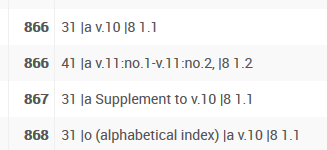 866 31 |a v.10 |8 1.1
866 41 |a v.11:no.1-v.11:no.2, |8 1.2
867 31 |a Supplement to v.10 |8 1.1
868 31 |o (alphabetical index) |a v.10 |8 1.1